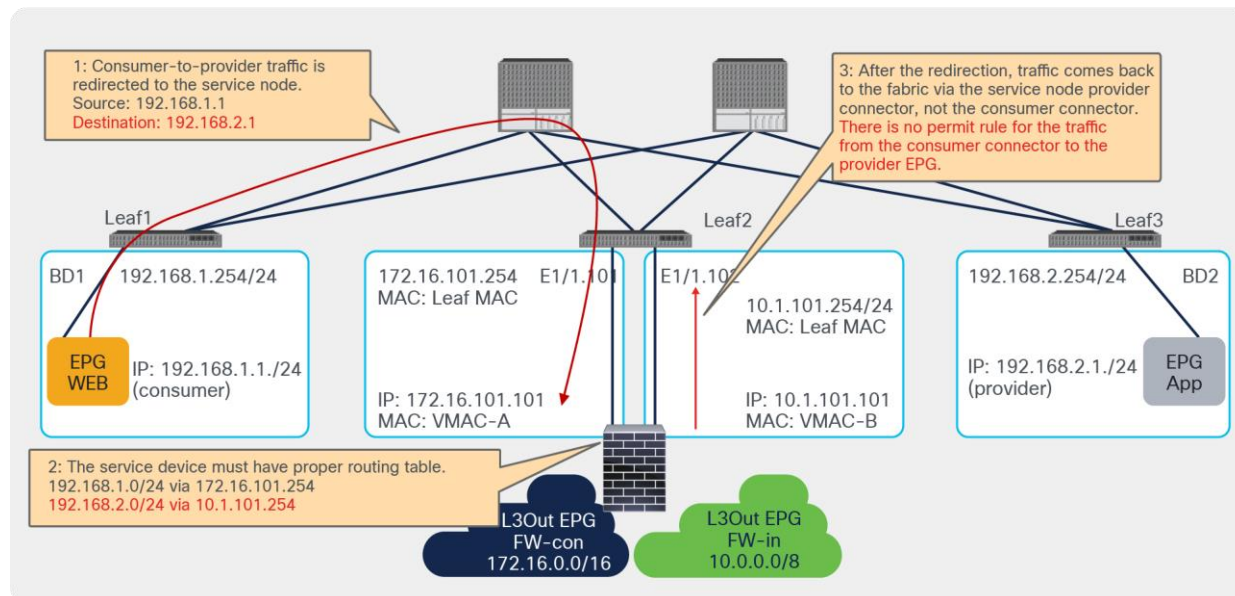 1: Consumer-to-provider traffic is
redirected to the service node.
Source: 192.168.1.1
Destination: 192.168.2.1
3: After the redirection, traffic comes back
to the fabric via the service node provider
connector, not the consumer connector.
There is no permit rule for the traffic
from the consumer connector to the
provider EPG.
Leaf1
Leaf2
Leaf3
BD1
192.168.1.254/24
172.16.101.254
MAC: Leaf MAC
E1/1.101
E1/1.102
10.1.101.254/24
MAC: Leaf MAC
192.168.2.254/24
BD2
EPG
WEB
IP: 192.168.1.1./24
(consumer)
IP: 172.16.101.101
MAC: VMAC-A
IP: 10.1.101.101
MAC: VMAC-B
IP: 192.168.2.1./24
(provider)
EPG
App
2: The service device must have proper routing table.
192.168.1.0/24 via 172.16.101.254
192.168.2.0/24 via 10.1.101.254
L3Out EPG
FW-con
172.16.0.0/16
L3Out EPG
FW-in
10.0.0.0/8